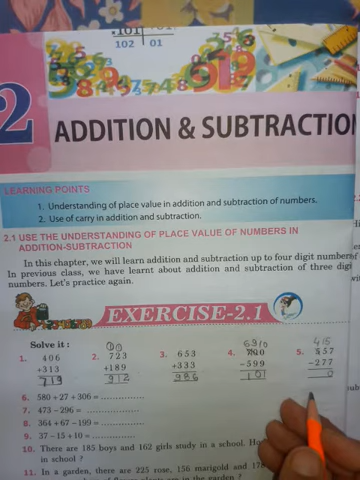 101
102 01
2
ADDITION & SUBTRACTION
LEARNING POINTS
1. Understanding of place value in addition and subtraction of numbers.
2. Use of carry in addition and subtraction.
2.1 USE THE UNDERSTANDING OF PLACE VALUE OF NUMBERS IN
ADDITION-SUBTRACTION
In this chapter, we will learn addition and subtraction up to four digit numbers
In previous class, we have learnt about addition and subtraction of three digi
numbers. Let's practice again.
EXERCISE-2.1
Solve it :
1. 406 2. 723 3. 653 4. 700 5. 557
+313 +189 +333 -599 -277
719 912 986 101 0
6. 580 + 27 + 306 = ..............
7. 473 - 296 = ..............
8. 364 + 67 - 199 = ..............
9. 37 - 15 + 10 = ..............
10. There are 185 boys and 162 girls study in a school. Ho
in school ?
11. In a garden, there are 225 rose, 156 marigold and 17